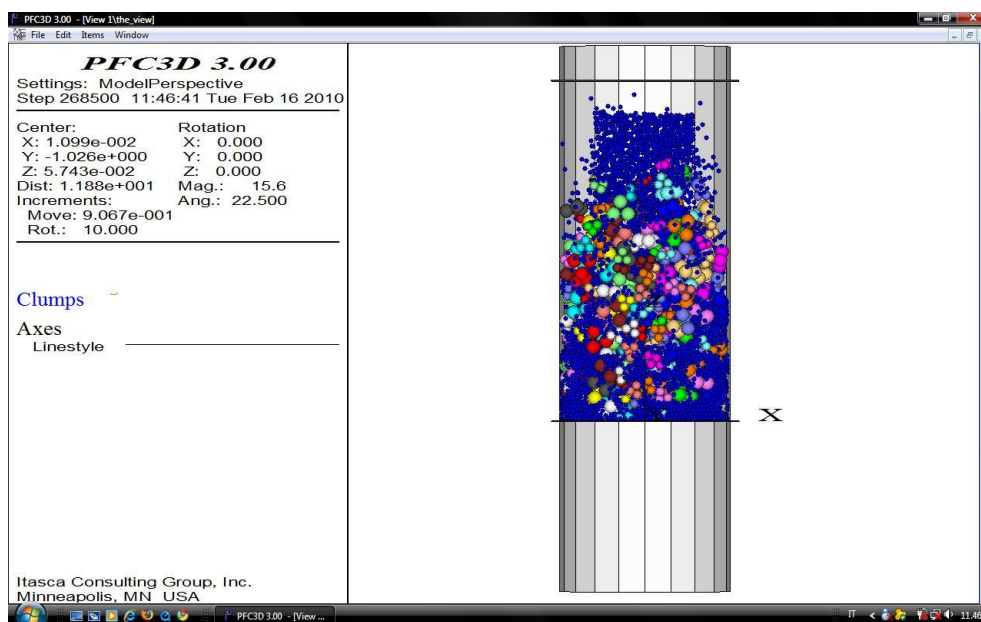 PFC3D 3.00 - [View 1\the_view]
File Edit Items Window
PFC3D 3.00
Settings: ModelPerspective
Step 268500 11:46:41 Tue Feb 16 2010
Center: Rotation
X: 1.099e-002 X: 0.000
Y: -1.026e+000 Y: 0.000
Z: 5.743e-002 Z: 0.000
Dist: 1.188e+001 Mag.: 15.6
Increments: Ang.: 22.500
Move: 9.067e-001
Rot.: 10.000
Clumps
Axes
Linestyle
X
Itasca Consulting Group, Inc.
Minneapolis, MN USA
PFC3D 3.00 - [View ...
IT
11.46